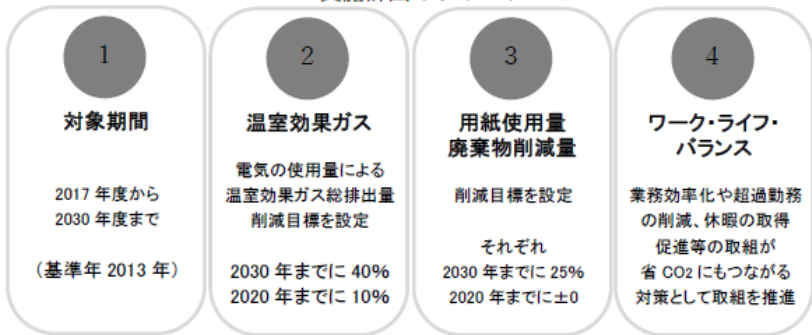 1
対象期間
2017 年度から
2030 年度まで
（基準年 2013 年）
2
温室効果ガス
電気の使用量による
温室効果ガス総排出量
削減目標を設定
2030 年までに 40%
2020 年までに 10%
3
用紙使用量
廃棄物削減量
削減目標を設定
それぞれ
2030 年までに 25%
2020 年までに±0
4
ワーク・ライフ・
バランス
業務効率化や超過勤務
の削減、休暇の取得
促進等の取組が
省 CO2 にもつながる
対策として取組を推進